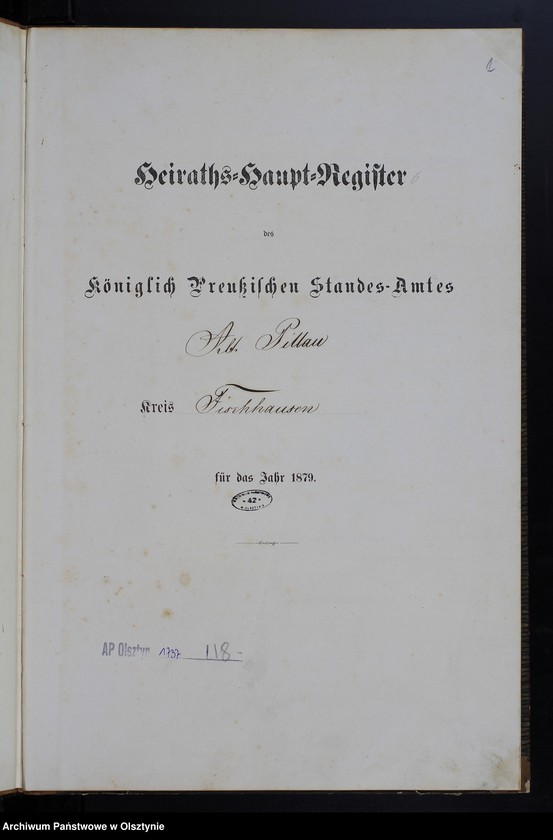 Heiraths-Haupt-Register
des
Königlich Preußischen Standes-Amtes
Alt. Pillau
Kreis Fischhausen
für das Jahr 1879.
42
AP Olsztyn 1737 118-
Archiwum Państwowe w Olsztynie